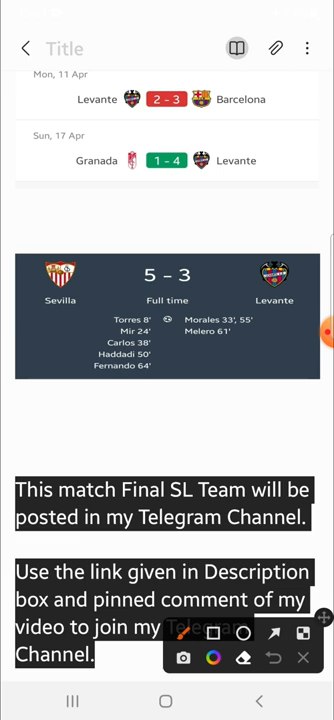 Title
Mon, 11 Apr
Levante 2 - 3 Barcelona
Sun, 17 Apr
Granada 1 - 4 Levante
5 - 3
Sevilla Full time Levante
Torres 8' Morales 33', 55'
Mir 24' Melero 61'
Carlos 38'
Haddadi 50'
Fernando 64'
This match Final SL Team will be
posted in my Telegram Channel.
Use the link given in Description
box and pinned comment of my
video to join my Telegram
Channel.